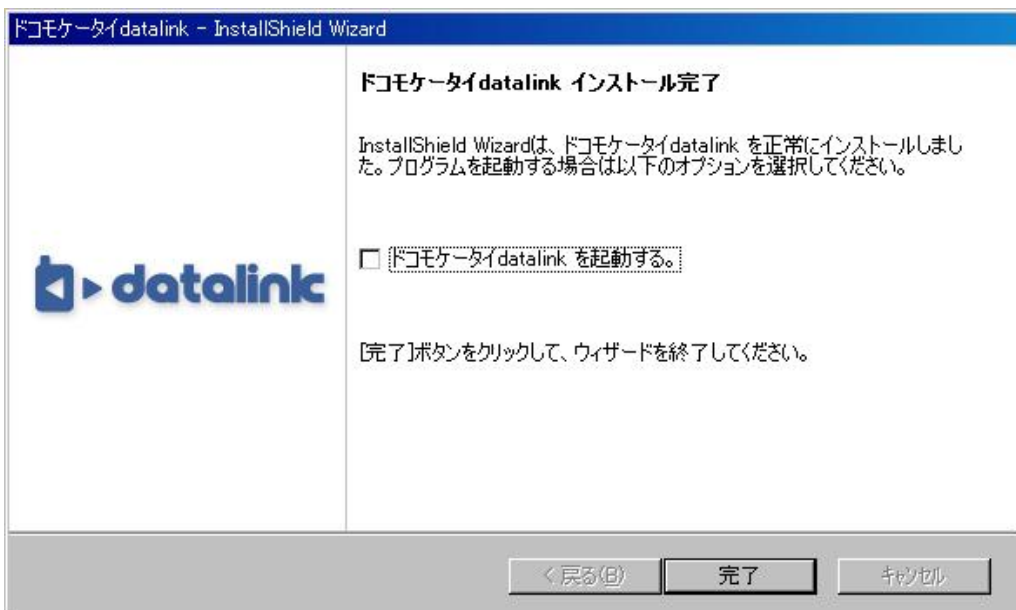 ドコモケータイdatalink - InstallShield Wizard
ドコモケータイdatalink インストール完了
InstallShield Wizardは、ドコモケータイdatalink を正常にインストールしまし
た。プログラムを起動する場合は以下のオプションを選択してください。
ドコモケータイdatalink を起動する。
datalink
[完了]ボタンをクリックして、ウィザードを終了してください。
< 戻る(B)
完了
キャンセル